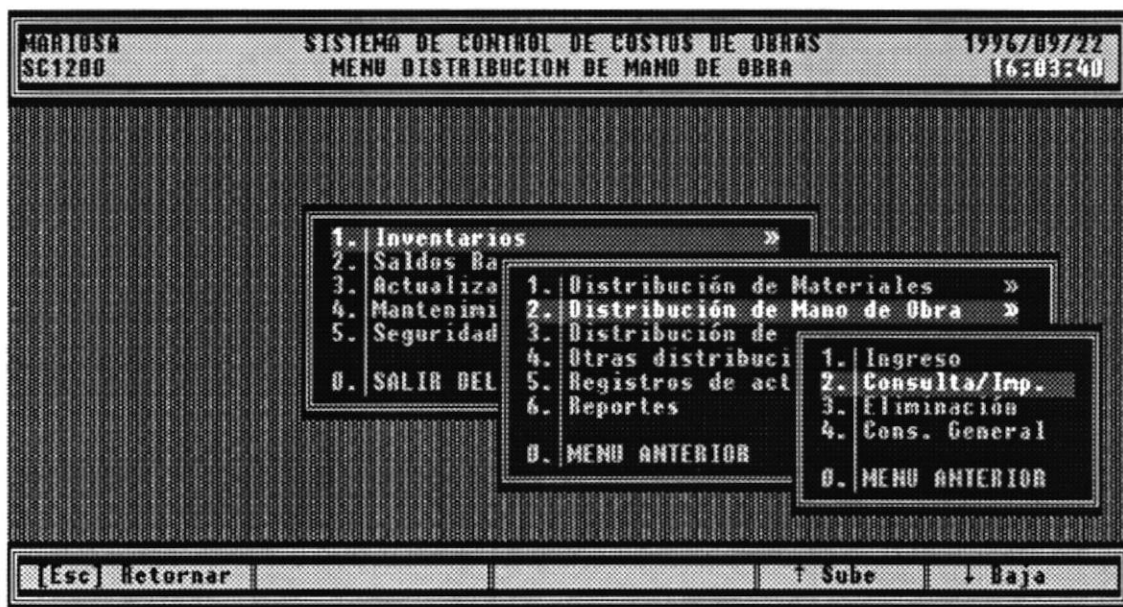 MARIOSA SISTEMA DE CONTROL DE COSTOS DE OBRAS 1996/09/22
SC1200 MENU DISTRIBUCION DE MANO DE OBRA 16:03:40
1. Inventarios »
2. Saldos Ba
3. Actualiza
4. Mantenimi
5. Seguridad
0. SALIR DEL
1. Distribución de Materiales »
2. Distribución de Mano de Obra »
3. Distribución de
4. Otras distribuci
5. Registros de act
6. Reportes
0. MENU ANTERIOR
1. Ingreso
2. Consulta/Imp.
3. Eliminación
4. Cons. General
0. MENU ANTERIOR
[Esc] Retornar ↑ Sube ↓ Baja